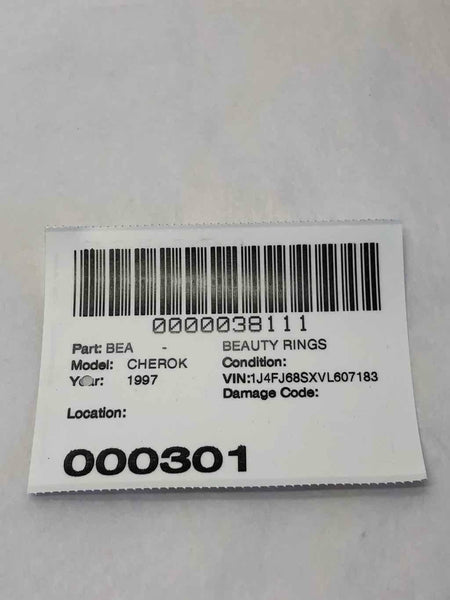 0000038111
Part: BEA - BEAUTY RINGS
Model: CHEROK Condition:
Year: 1997 VIN:1J4FJ68SXVL607183
Damage Code:
Location:
000301